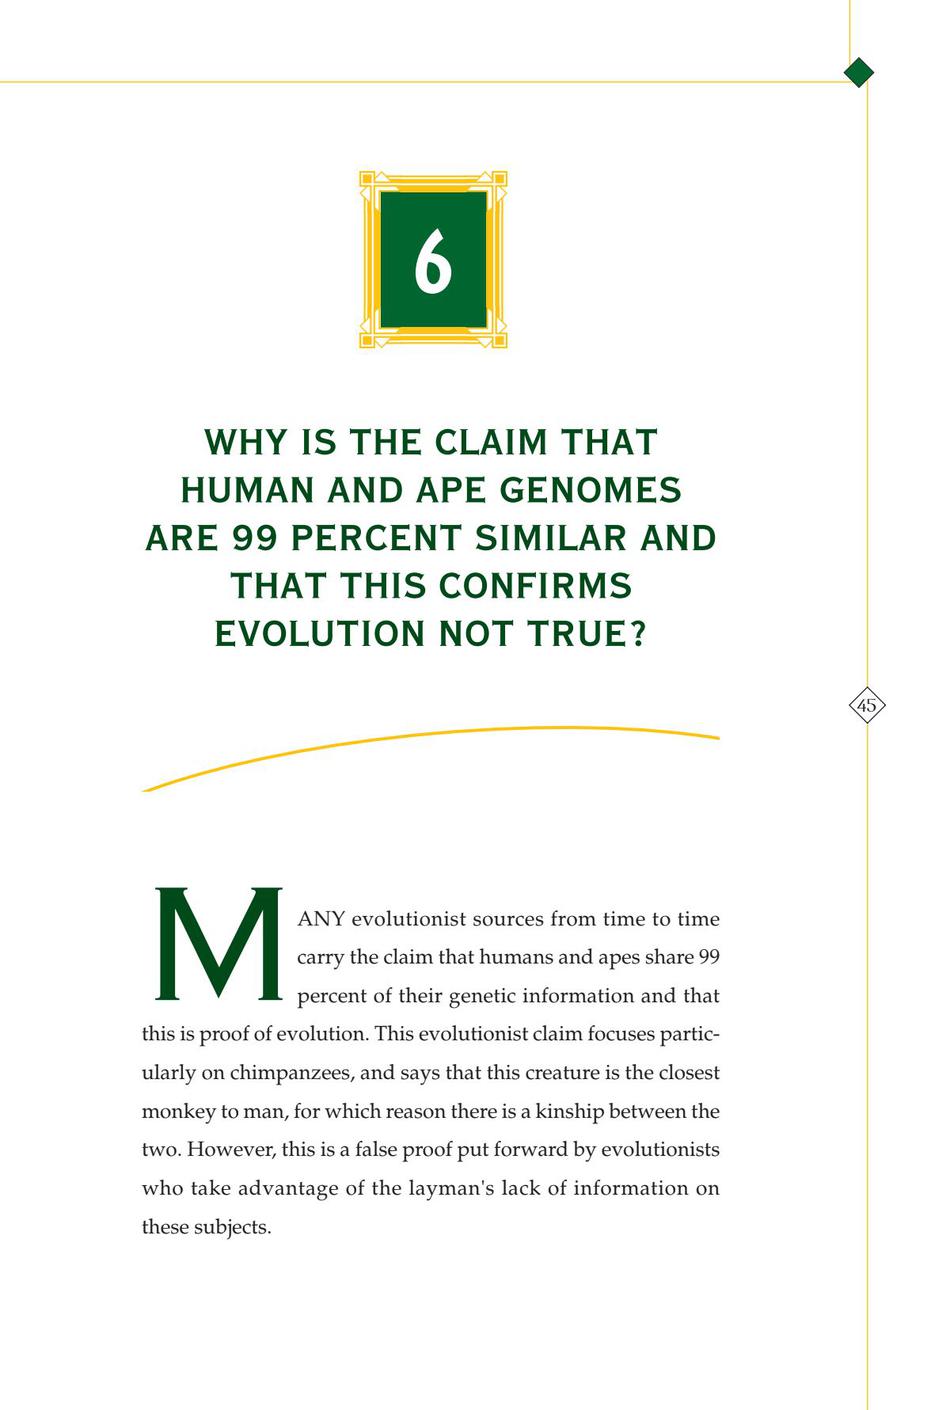 6
WHY IS THE CLAIM THAT
HUMAN AND APE GENOMES
ARE 99 PERCENT SIMILAR AND
THAT THIS CONFIRMS
EVOLUTION NOT TRUE?
45
MANY evolutionist sources from time to time
carry the claim that humans and apes share 99
percent of their genetic information and that
this is proof of evolution. This evolutionist claim focuses partic-
ularly on chimpanzees, and says that this creature is the closest
monkey to man, for which reason there is a kinship between the
two. However, this is a false proof put forward by evolutionists
who take advantage of the layman's lack of information on
these subjects.